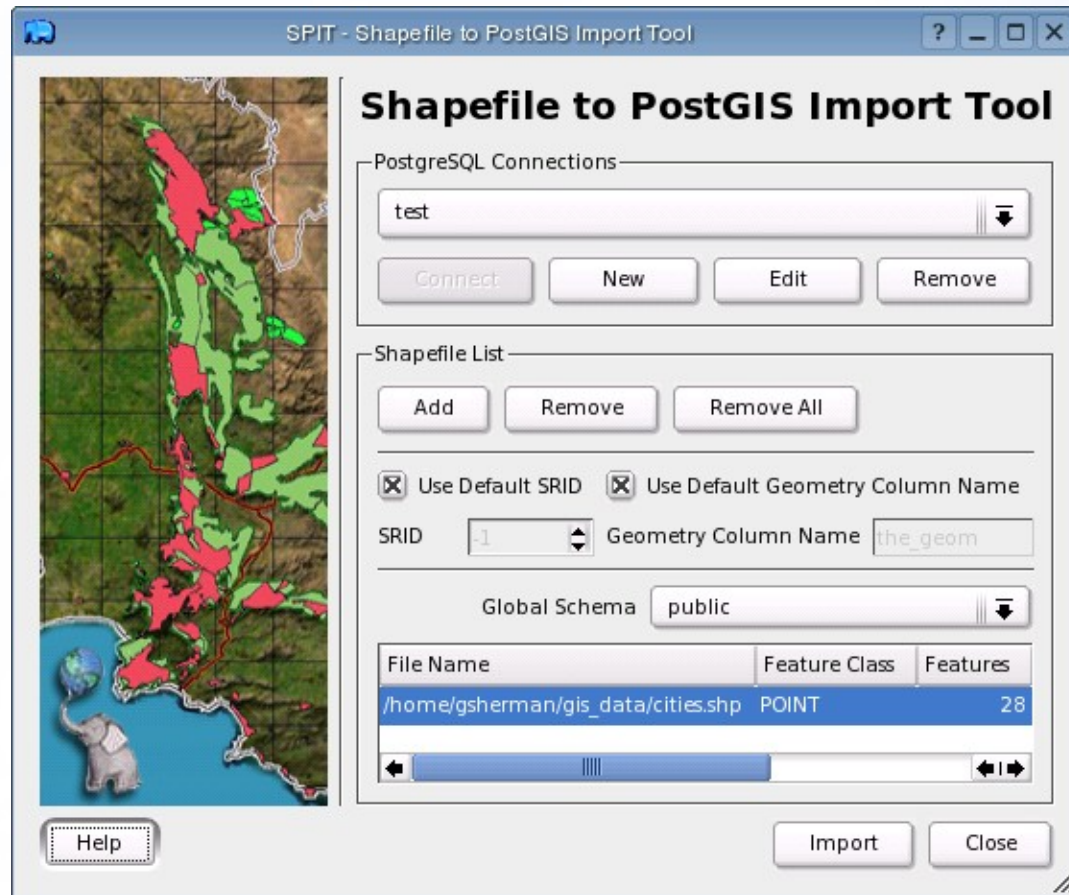 SPIT - Shapefile to PostGIS Import Tool
Shapefile to PostGIS Import Tool
PostgreSQL Connections
test
Connect New Edit Remove
Shapefile List
Add Remove Remove All
Use Default SRID Use Default Geometry Column Name
SRID -1 Geometry Column Name the_geom
Global Schema public
File Name Feature Class Features
/home/gsherman/gis_data/cities.shp POINT 28
Help Import Close